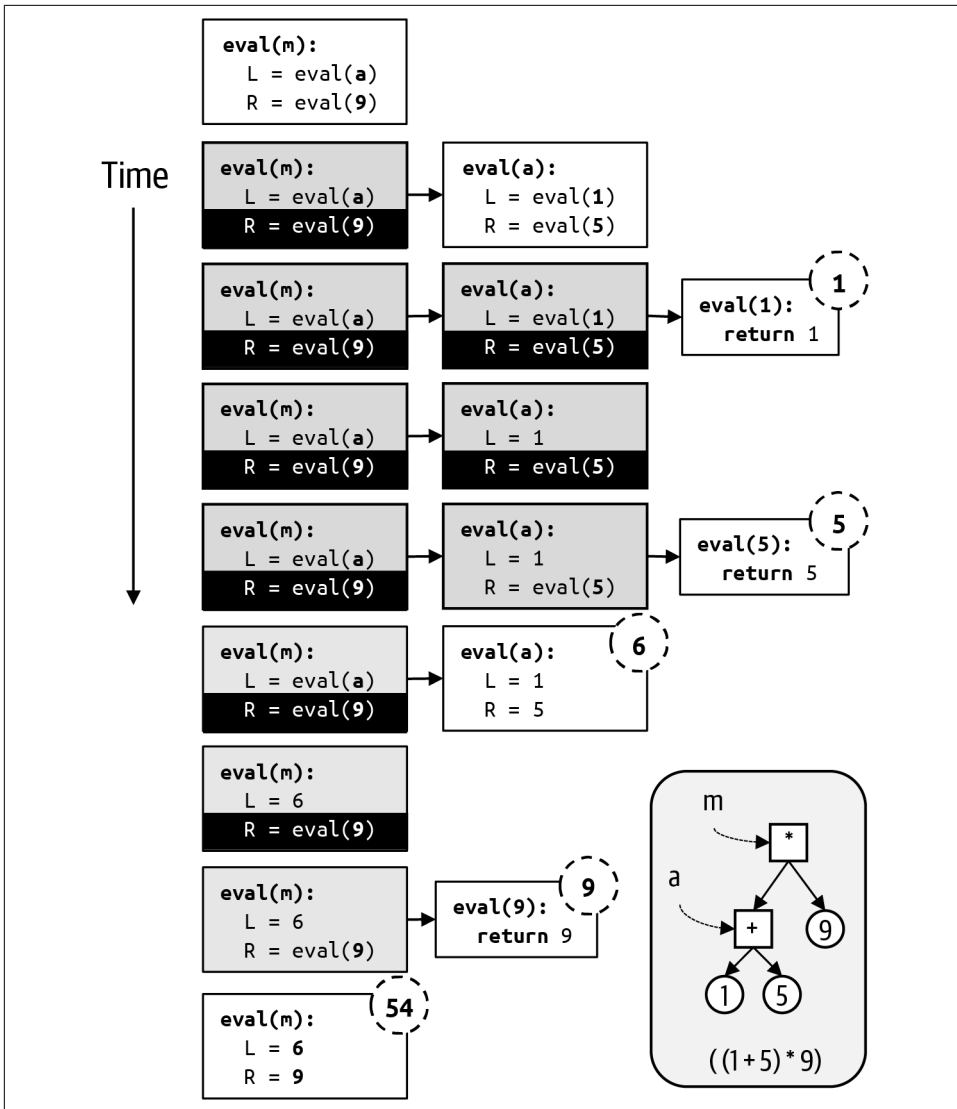 eval(m):
L = eval(a)
R = eval(9)
Time
eval(m):
L = eval(a)
R = eval(9)
eval(a):
L = eval(1)
R = eval(5)
eval(m):
L = eval(a)
R = eval(9)
eval(a):
L = eval(1)
R = eval(5)
1
eval(1):
return 1
eval(m):
L = eval(a)
R = eval(9)
eval(a):
L = 1
R = eval(5)
eval(m):
L = eval(a)
R = eval(9)
eval(a):
L = 1
R = eval(5)
5
eval(5):
return 5
eval(m):
L = eval(a)
R = eval(9)
6
eval(a):
L = 1
R = 5
eval(m):
L = 6
R = eval(9)
eval(m):
L = 6
R = eval(9)
9
eval(9):
return 9
54
eval(m):
L = 6
R = 9
m
*
a
+
9
1
5
((1+5)*9)